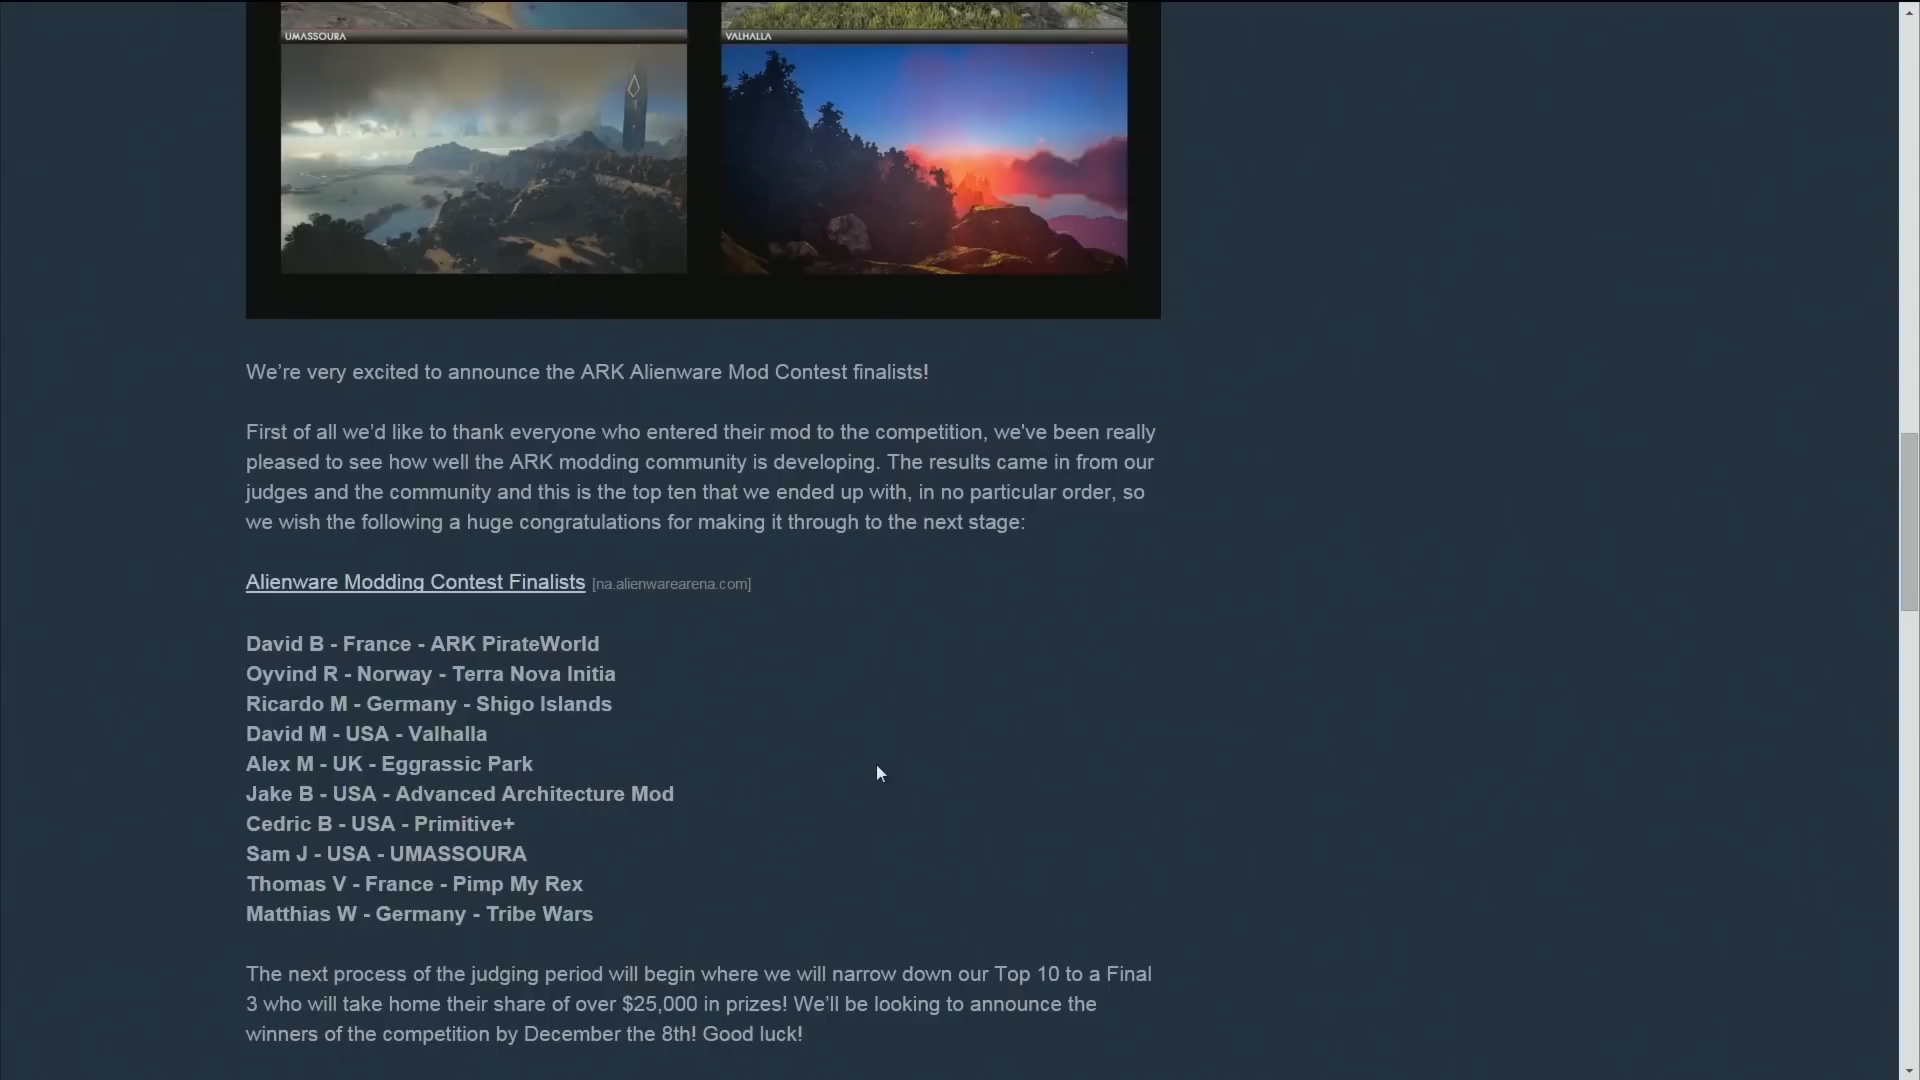 UMASSOURA
VALHALLA
We’re very excited to announce the ARK Alienware Mod Contest finalists!
First of all we’d like to thank everyone who entered their mod to the competition, we've been really
pleased to see how well the ARK modding community is developing. The results came in from our
judges and the community and this is the top ten that we ended up with, in no particular order, so
we wish the following a huge congratulations for making it through to the next stage:
Alienware Modding Contest Finalists [na.alienwarearena.com]
David B - France - ARK PirateWorld
Oyvind R - Norway - Terra Nova Initia
Ricardo M - Germany - Shigo Islands
David M - USA - Valhalla
Alex M - UK - Eggrassic Park
Jake B - USA - Advanced Architecture Mod
Cedric B - USA - Primitive+
Sam J - USA - UMASSOURA
Thomas V - France - Pimp My Rex
Matthias W - Germany - Tribe Wars
The next process of the judging period will begin where we will narrow down our Top 10 to a Final
3 who will take home their share of over $25,000 in prizes! We’ll be looking to announce the
winners of the competition by December the 8th! Good luck!